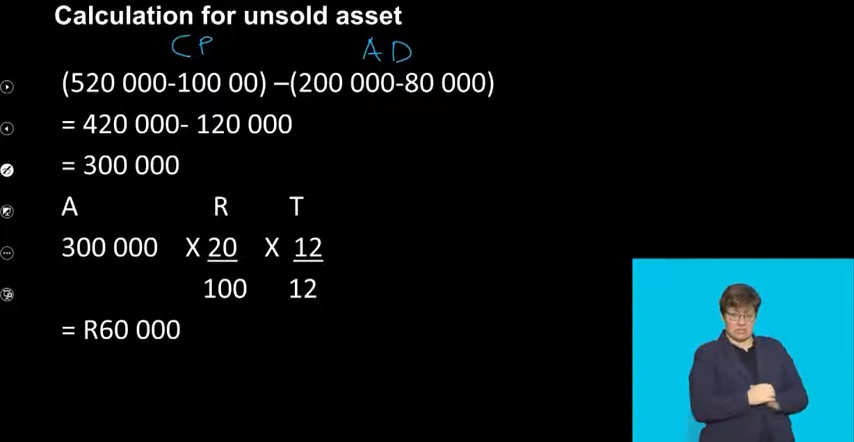 Calculation for unsold asset
CP AD
(520 000-100 00) –(200 000-80 000)
= 420 000- 120 000
= 300 000
A R T
300 000 X 20 X 12
100 12
= R60 000